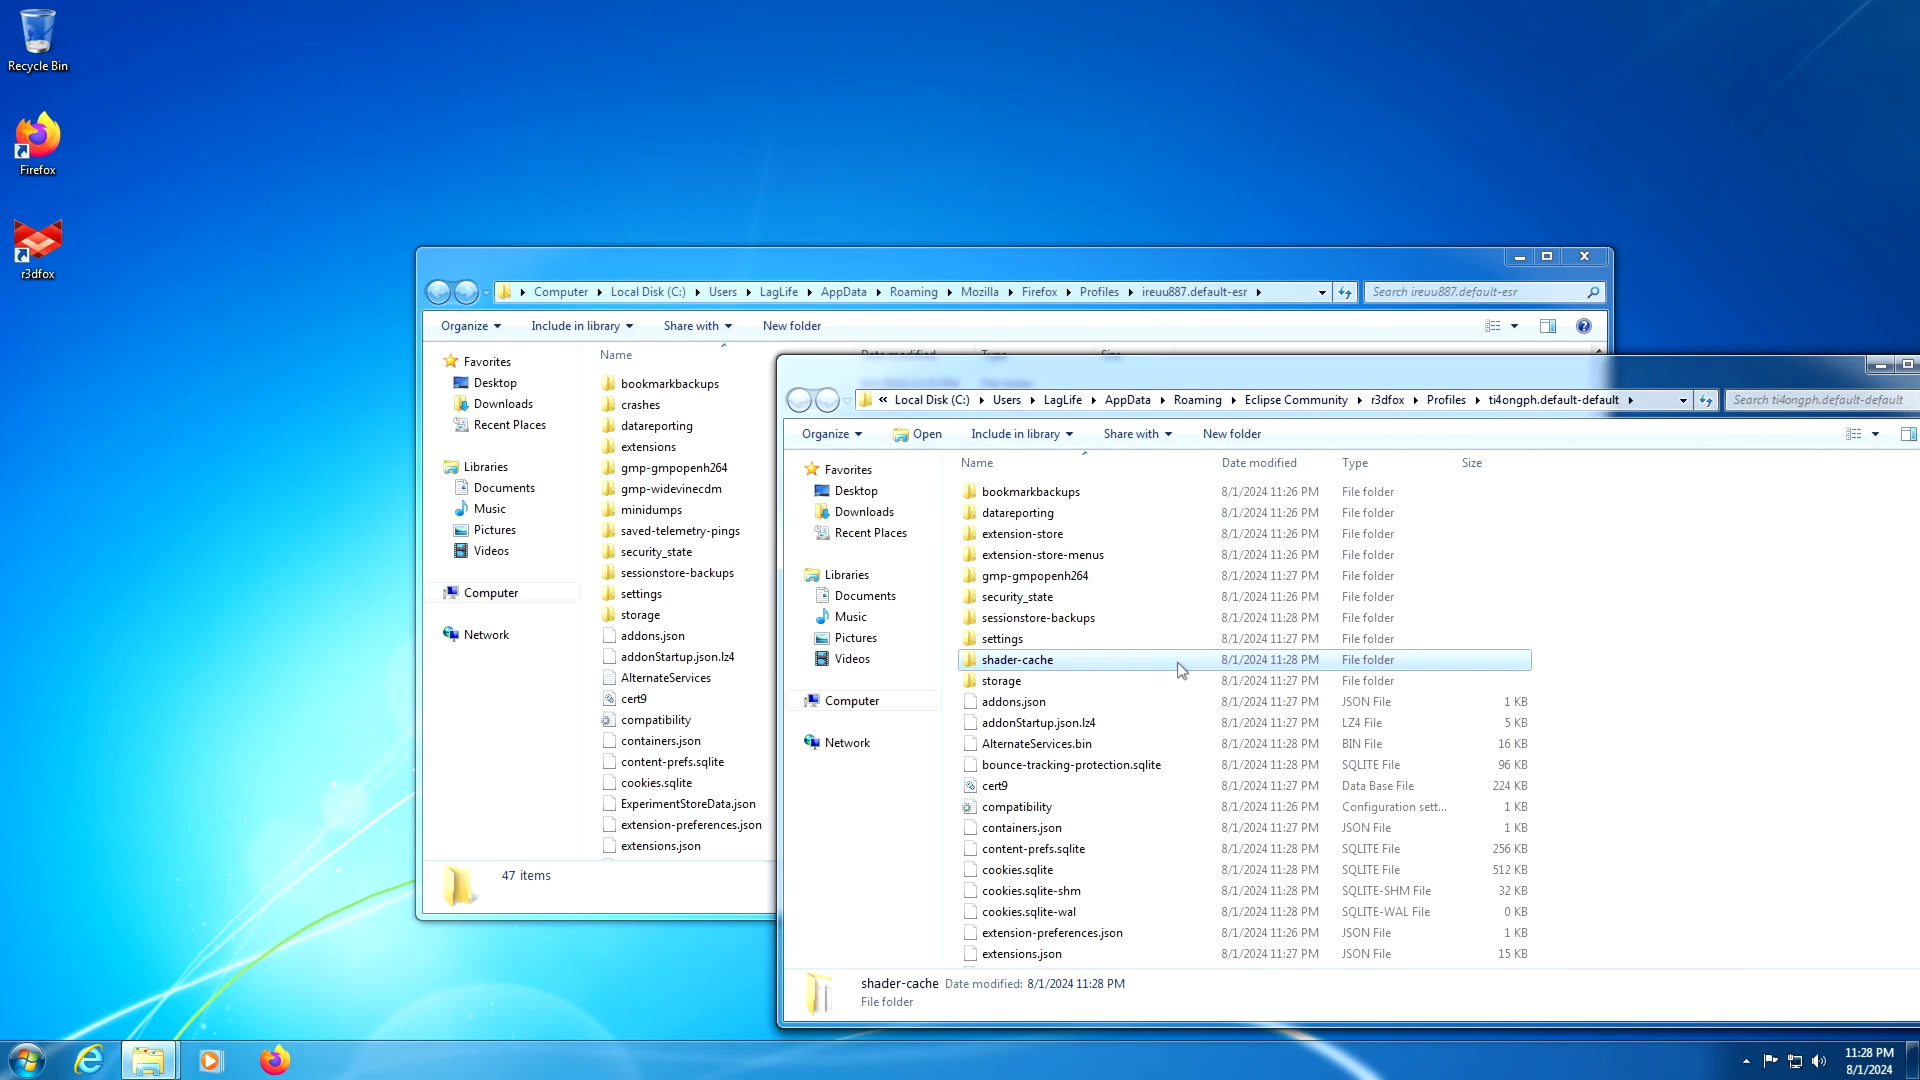 Recycle Bin
Firefox
r3dfox
Computer
Local Disk (C:)
Users
LagLife
AppData
Roaming
Mozilla
Firefox
Profiles
ireuu887.default-esr
Search ireuu887.default-esr
Organize
Include in library
Share with
New folder
Favorites
Desktop
Downloads
Recent Places
Libraries
Documents
Music
Pictures
Videos
Computer
Network
Name
bookmarkbackups
crashes
datareporting
extensions
gmp-gmpopenh264
gmp-widevinecdm
minidumps
saved-telemetry-pings
security_state
sessionstore-backups
settings
storage
addons.json
addonStartup.json.lz4
AlternateServices
cert9
compatibility
containers.json
content-prefs.sqlite
cookies.sqlite
ExperimentStoreData.json
extension-preferences.json
extensions.json
47 items
« Local Disk (C:)
Users
LagLife
AppData
Roaming
Eclipse Community
r3dfox
Profiles
ti4ongph.default-default
Search ti4ongph.default-default
Organize
Open
Include in library
Share with
New folder
Favorites
Desktop
Downloads
Recent Places
Libraries
Documents
Music
Pictures
Videos
Computer
Network
Name Date modified Type Size
bookmarkbackups 8/1/2024 11:26 PM File folder
datareporting 8/1/2024 11:26 PM File folder
extension-store 8/1/2024 11:26 PM File folder
extension-store-menus 8/1/2024 11:26 PM File folder
gmp-gmpopenh264 8/1/2024 11:27 PM File folder
security_state 8/1/2024 11:26 PM File folder
sessionstore-backups 8/1/2024 11:28 PM File folder
settings 8/1/2024 11:27 PM File folder
shader-cache 8/1/2024 11:28 PM File folder
storage 8/1/2024 11:27 PM File folder
addons.json 8/1/2024 11:27 PM JSON File 1 KB
addonStartup.json.lz4 8/1/2024 11:27 PM LZ4 File 5 KB
AlternateServices.bin 8/1/2024 11:28 PM BIN File 16 KB
bounce-tracking-protection.sqlite 8/1/2024 11:28 PM SQLITE File 96 KB
cert9 8/1/2024 11:27 PM Data Base File 224 KB
compatibility 8/1/2024 11:26 PM Configuration sett... 1 KB
containers.json 8/1/2024 11:27 PM JSON File 1 KB
content-prefs.sqlite 8/1/2024 11:28 PM SQLITE File 256 KB
cookies.sqlite 8/1/2024 11:28 PM SQLITE File 512 KB
cookies.sqlite-shm 8/1/2024 11:28 PM SQLITE-SHM File 32 KB
cookies.sqlite-wal 8/1/2024 11:28 PM SQLITE-WAL File 0 KB
extension-preferences.json 8/1/2024 11:26 PM JSON File 1 KB
extensions.json 8/1/2024 11:27 PM JSON File 15 KB
shader-cache Date modified: 8/1/2024 11:28 PM
File folder
11:28 PM
8/1/2024